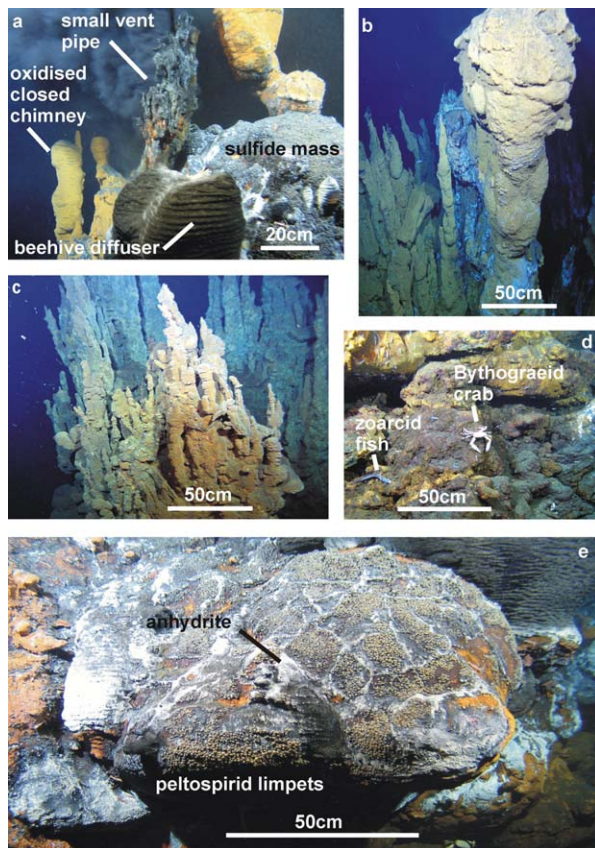 a
small vent
pipe
oxidised
closed
chimney
sulfide mass
beehive diffuser
20cm
b
50cm
c
50cm
d
Bythograeid
crab
zoarcid
fish
50cm
e
anhydrite
peltospirid limpets
50cm